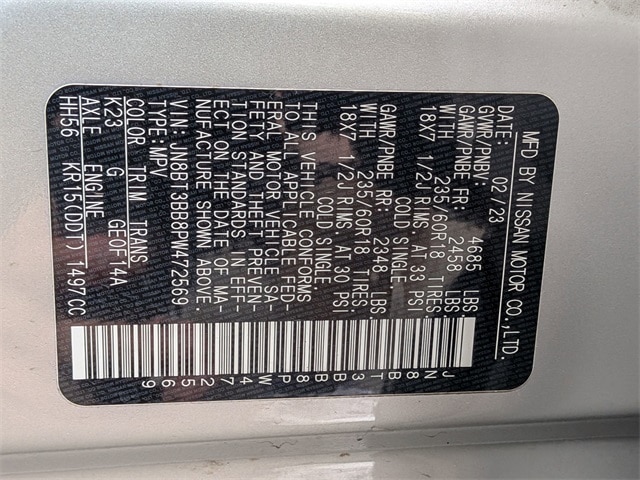 MFD BY NISSAN MOTOR CO.,LTD.
DATE: 02/23
GVWR/PNBV: 4685 LBS.
GAWR/PNBE FR: 2458 LBS.
235/60R18 TIRES.
18X7 1/2J RIMS. AT 33 PSI
COLD SINGLE
GAWR/PNBE RR: 2348 LBS.
WITH 235/60R18 TIRES.
18X7 1/2J RIMS. AT 30 PSI
COLD SINGLE.
THIS VEHICLE CONFORMS
TO ALL APPLICABLE FED-
ERAL MOTOR VEHICLE SA-
FETY AND THEFT PREVEN-
TION STANDARDS IN EFF-
ECT ON THE DATE OF MA-
NUFACTURE SHOWN ABOVE.
VIN: JN8BT3BB8PW472569
TYPE: MPV
COLOR TRIM TRANS
K23 G GE0F14A
AXLE ENGINE
HH56 KR15(DDT) 1497CC
JN8BT3BB8PW472569